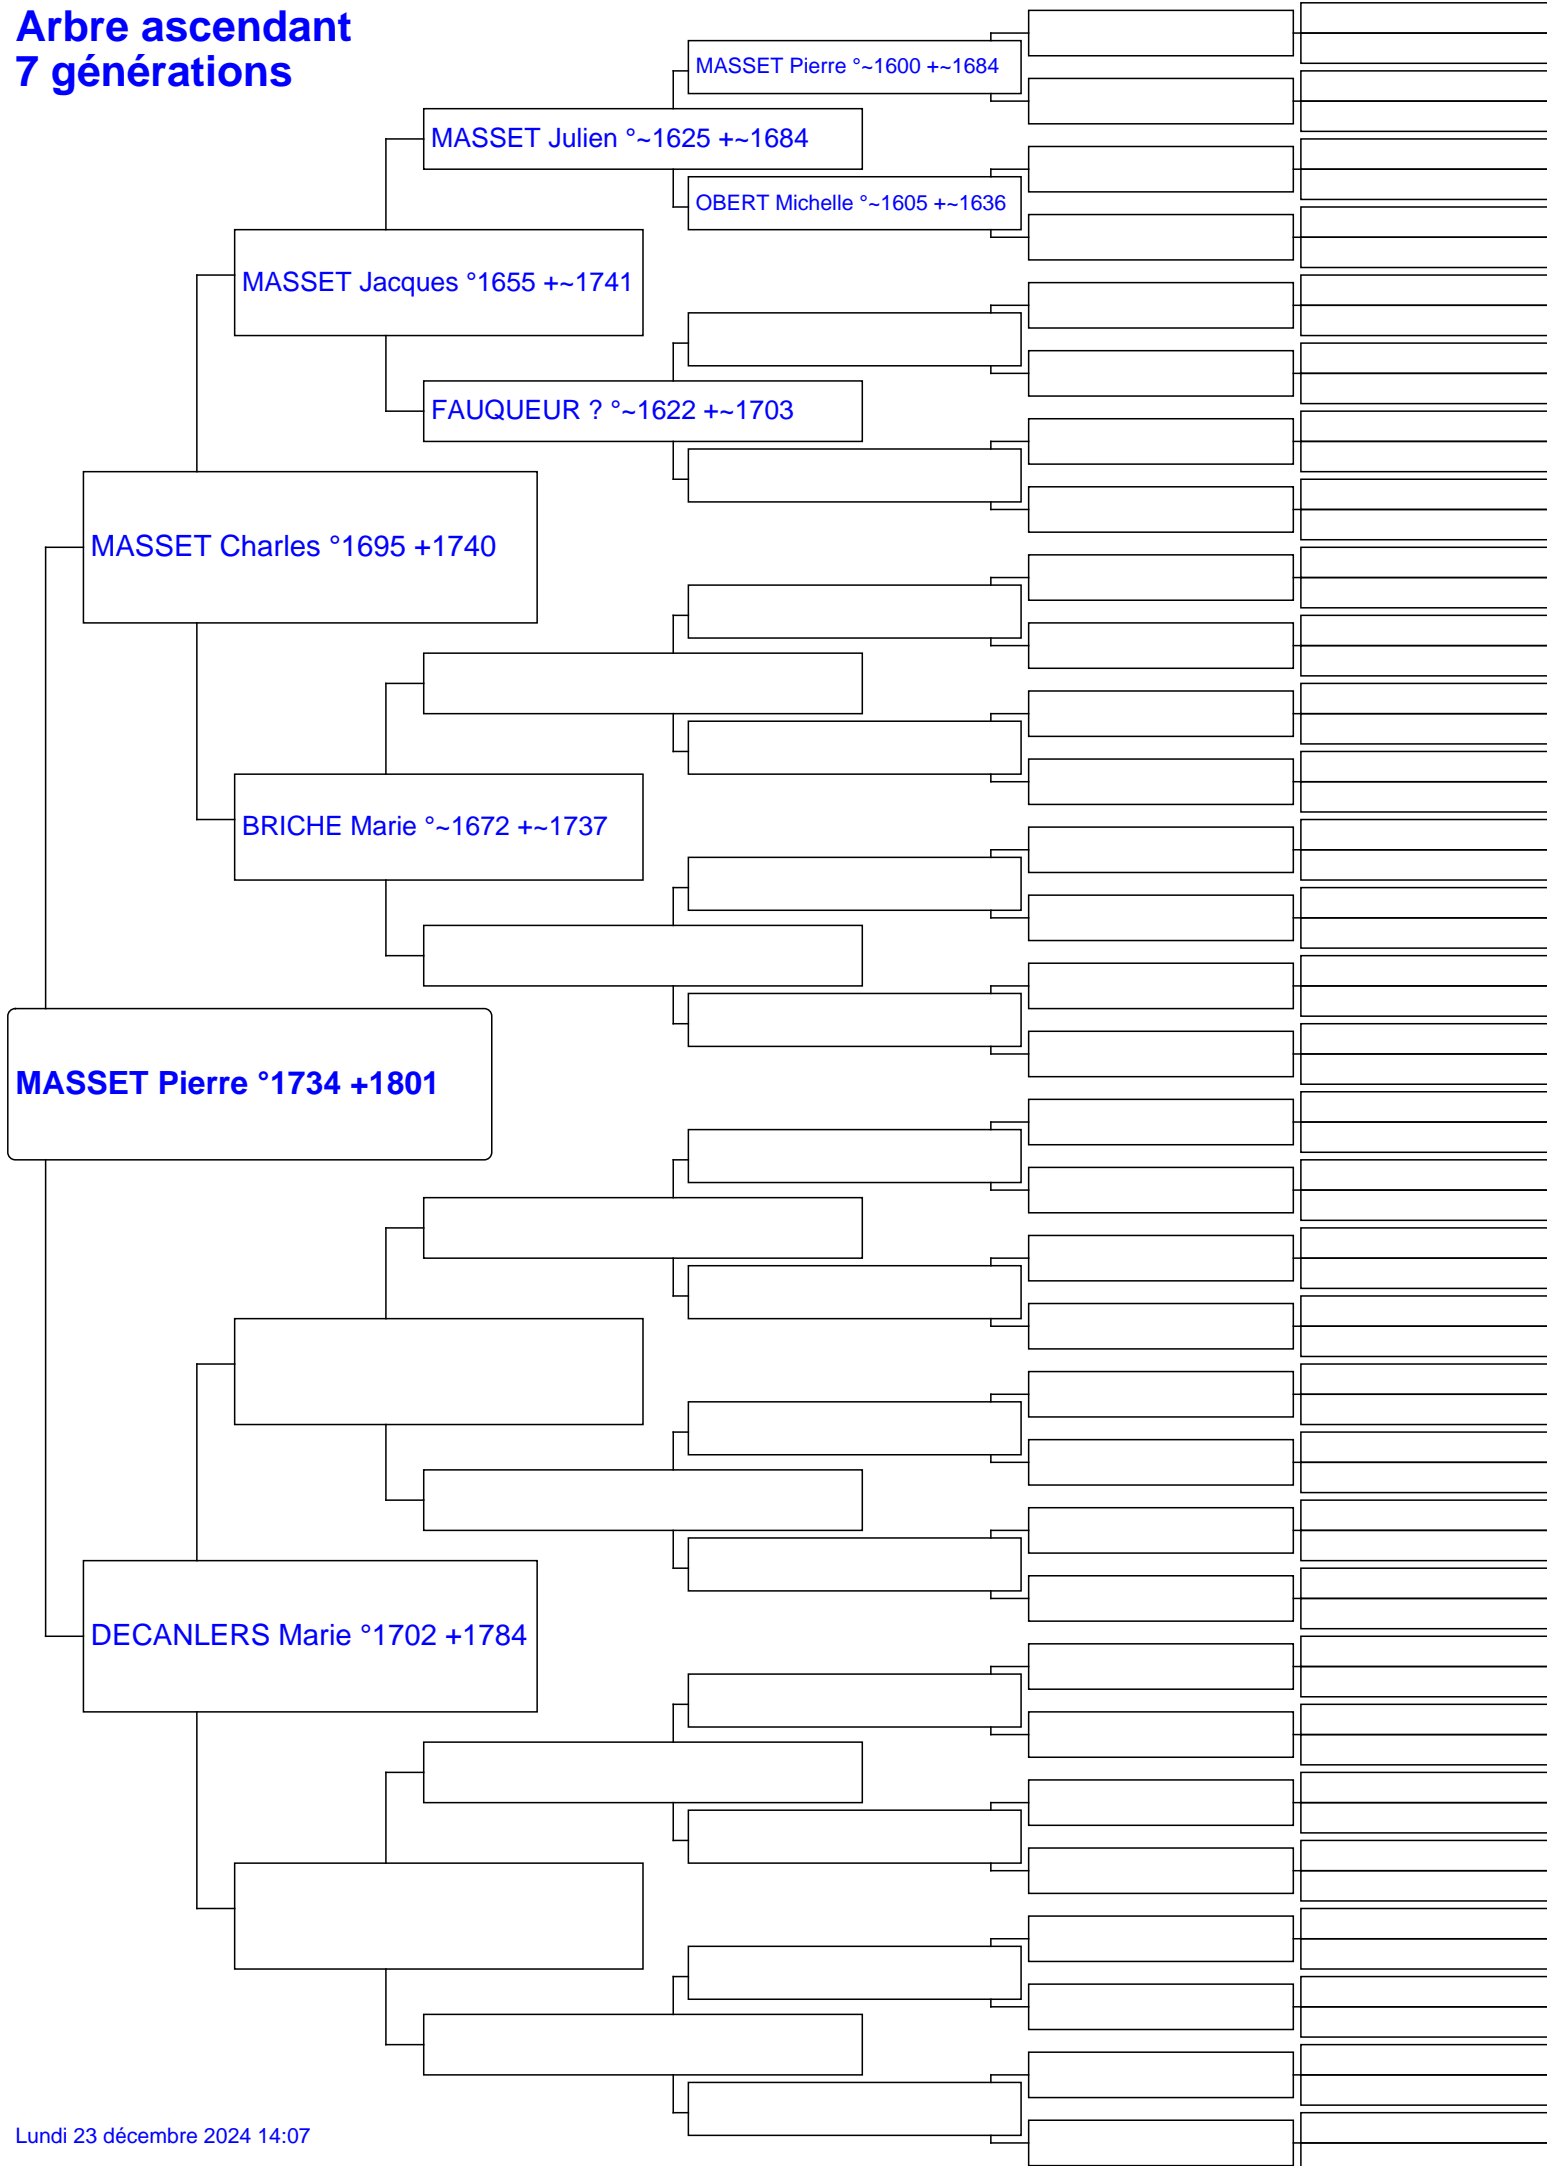 Arbre ascendant
7 générations
MASSET Pierre °~1600 +~1684
MASSET Julien °~1625 +~1684
OBERT Michelle °~1605 +~1636
MASSET Jacques °1655 +~1741
FAUQUEUR ? °~1622 +~1703
MASSET Charles °1695 +1740
BRICHE Marie °~1672 +~1737
MASSET Pierre °1734 +1801
DECANLERS Marie °1702 +1784
Lundi 23 décembre 2024 14:07